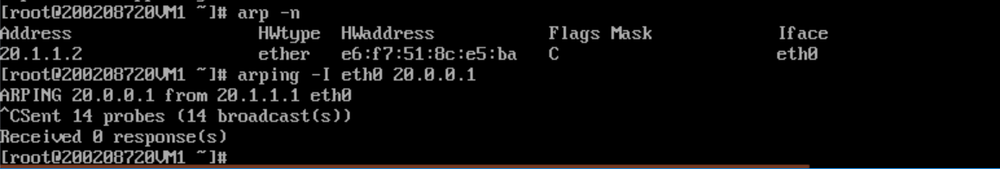 [root@200208720VM1 ~]# arp -n
Address HWtype HWaddress Flags Mask Iface
20.1.1.2 ether e6:f7:51:8c:e5:ba C eth0
[root@200208720VM1 ~]# arping -I eth0 20.0.0.1
ARPING 20.0.0.1 from 20.1.1.1 eth0
^CSent 14 probes (14 broadcast(s))
Received 0 response(s)
[root@200208720VM1 ~]#